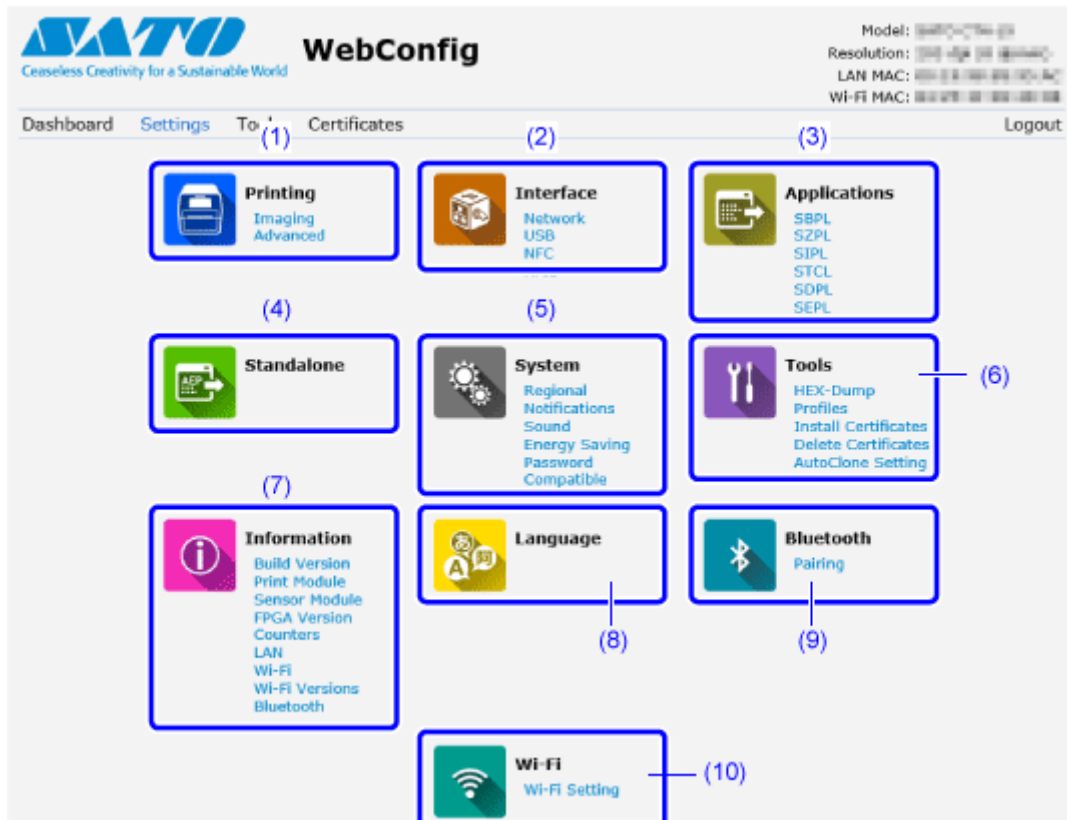 SATO
Ceaseless Creativity for a Sustainable World
WebConfig
Model:
Resolution:
LAN MAC:
Wi-Fi MAC:
Dashboard Settings Certificates Logout
(1) (2) (3)
Printing
Imaging
Advanced
Interface
Network
USB
NFC
Applications
SBPL
SZPL
SIPL
STCL
SDPL
SEPL
(4) (5)
Standalone
AEP
System
Regional
Notifications
Sound
Energy Saving
Password
Compatible
Tools
HEX-Dump
Profiles
Install Certificates
Delete Certificates
AutoClone Setting
(6)
(7)
Information
Build Version
Print Module
Sensor Module
FPGA Version
Counters
LAN
Wi-Fi
Wi-Fi Versions
Bluetooth
Language
あ
A 阿
(8)
Bluetooth
Pairing
(9)
Wi-Fi
Wi-Fi Setting
(10)